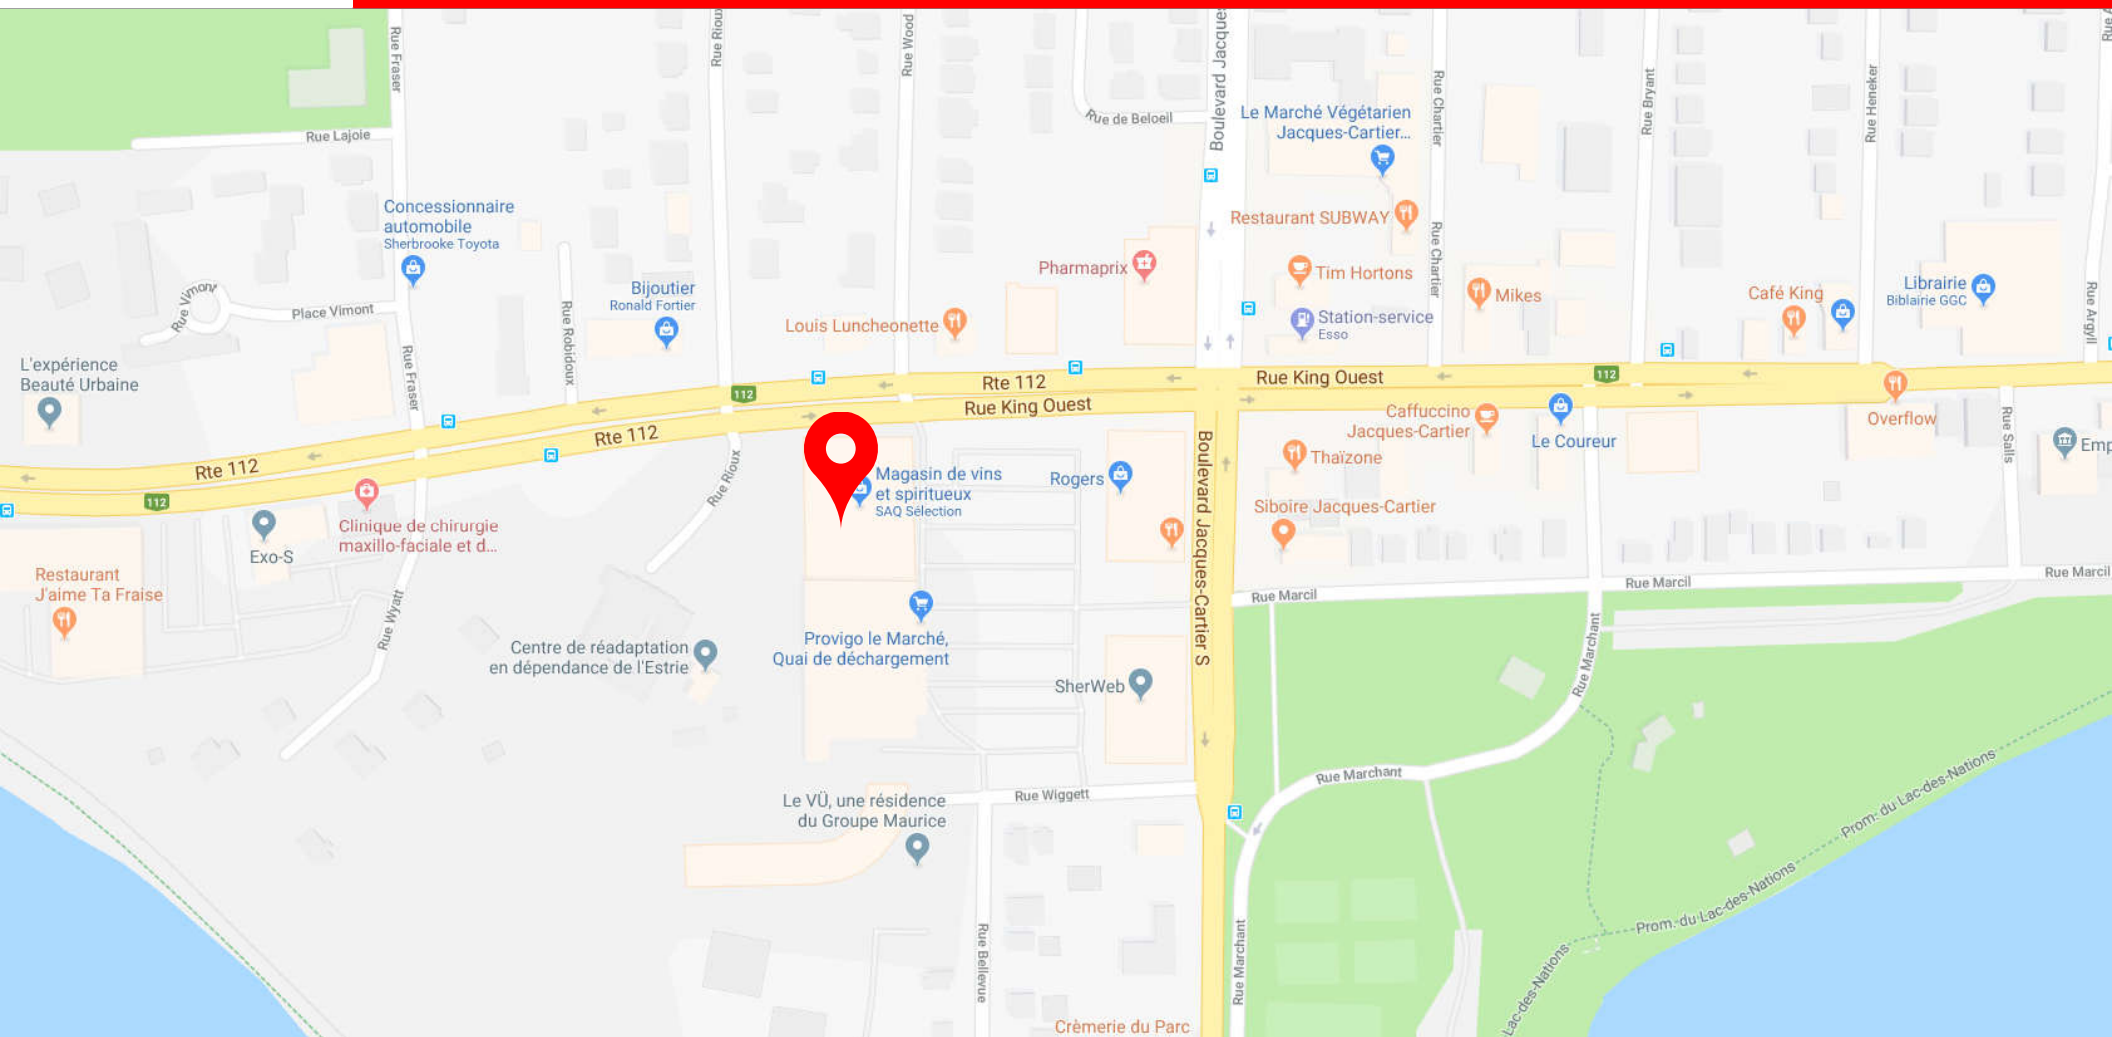 Rue Fraser
Rue Rioux
Rue Wood
Boulevard Jacques
Rue Chartier
Rue Bryant
Rue Heneker
Rue de Beloeil
Le Marché Végétarien
Jacques-Cartier...
Rue Lajoie
Concessionnaire
automobile
Sherbrooke Toyota
Restaurant SUBWAY
Rue Chartier
Pharmaprix
Tim Hortons
Mikes
Café King
Librairie
Biblairie GGC
Rue Argyll
Rue Vimont
Place Vimont
Rue Robidoux
Bijoutier
Ronald Fortier
Louis Luncheonette
Station-service
Esso
L'expérience
Beauté Urbaine
Rue Fraser
112
Rte 112
Rue King Ouest
112
Rue King Ouest
Rte 112
Caffuccino
Jacques-Cartier
Le Coureur
Overflow
Rue Salls
Emp
Rte 112
112
Rue Rioux
Magasin de vins
et spiritueux
SAQ Sélection
Rogers
Boulevard Jacques-Cartier S
Thaïzone
Siboire Jacques-Cartier
Exo-S
Clinique de chirurgie
maxillo-faciale et d...
Restaurant
J'aime Ta Fraise
Rue Wyatt
Rue Marcil
Rue Marcil
Rue Marcil
Centre de réadaptation
en dépendance de l'Estrie
Provigo le Marché,
Quai de déchargement
SherWeb
Rue Marchant
Rue Marchant
Le VÜ, une résidence
du Groupe Maurice
Rue Wiggett
Prom. du Lac-des-Nations
Prom. du Lac-des-Nations
Rue Bellevue
Rue Marchant
Lac-des-Nations
Crèmerie du Parc